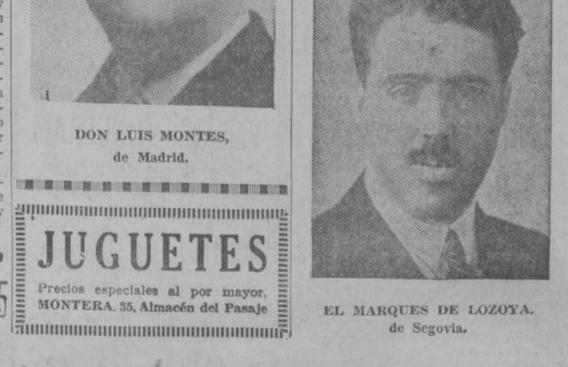 DON LUIS MONTES,
de Madrid.
JUGUETES
Precios especiales al por mayor.
MONTERA, 35, Almacén del Pasaje
EL MARQUES DE LOZOYA.
de Segovia.